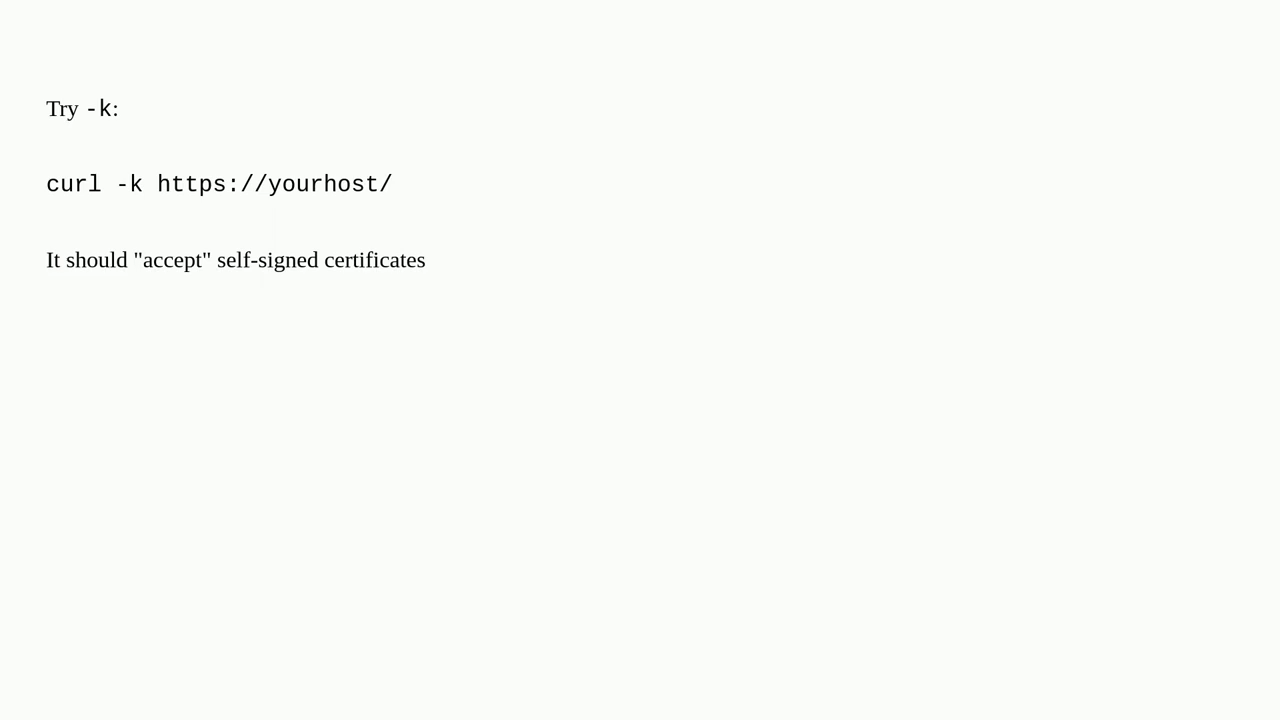 Try -k:
curl -k https://yourhost/
It should "accept" self-signed certificates